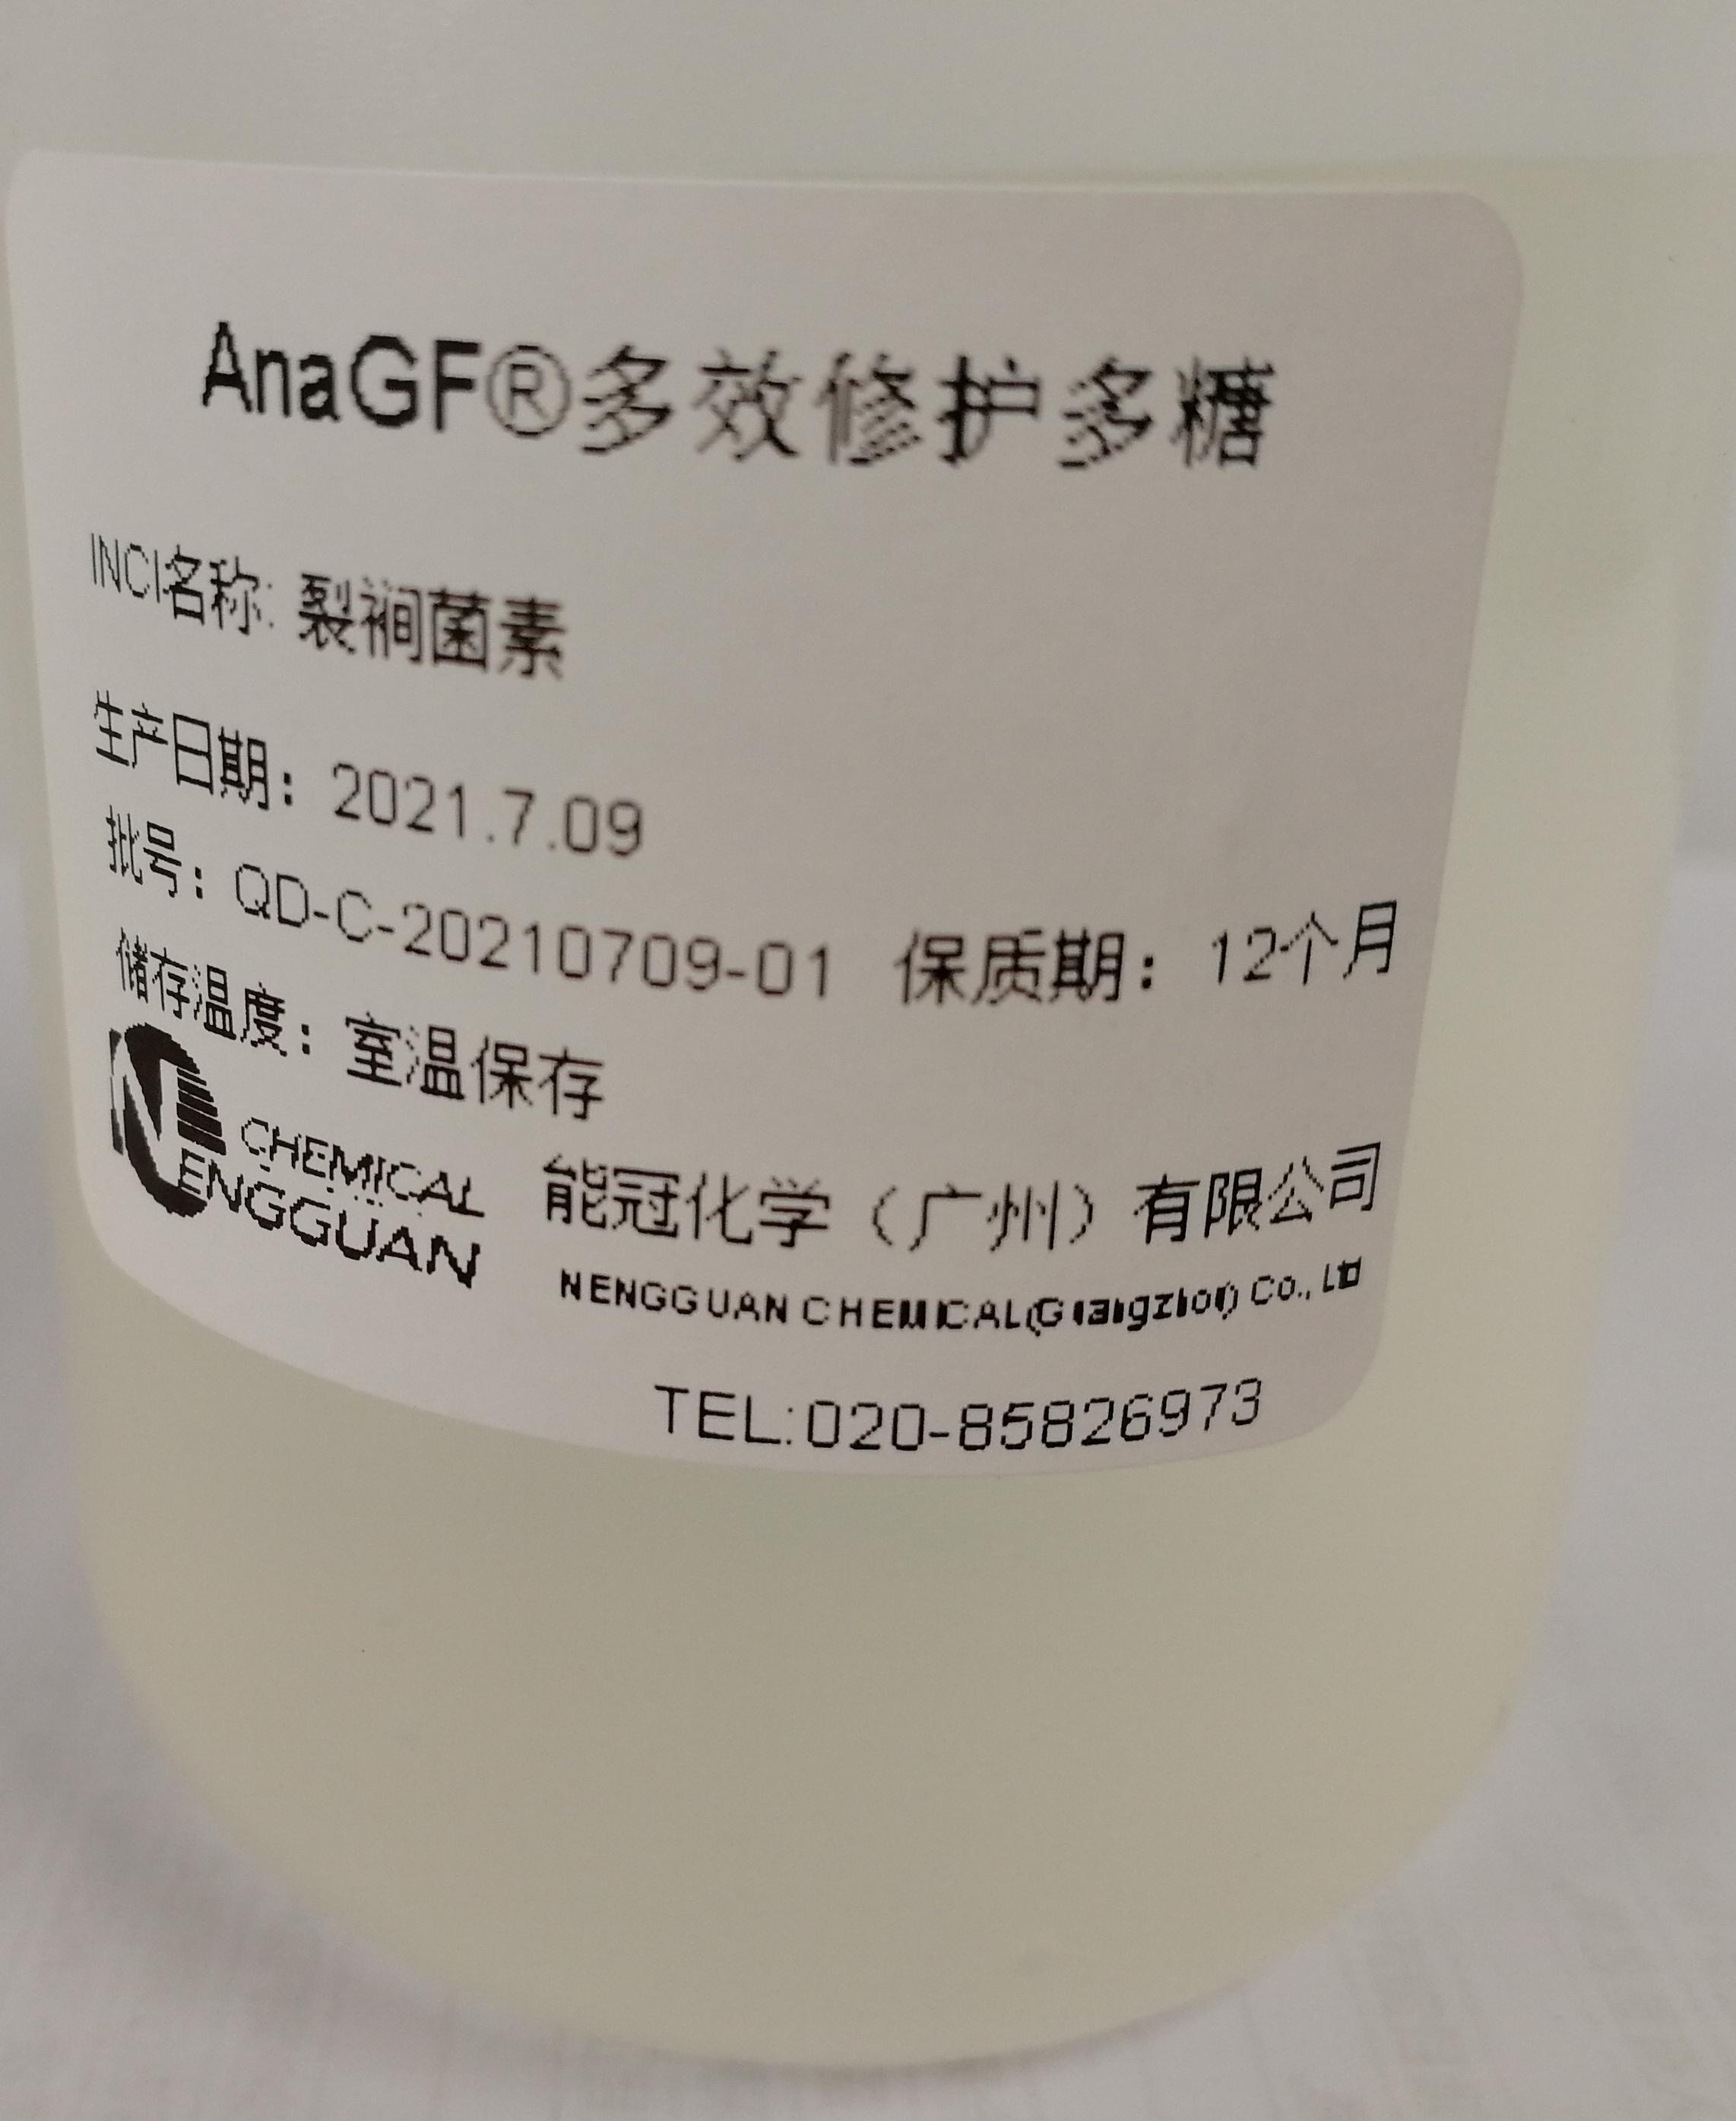 AnaGF®多效修护多糖
INCI名称: 裂裥菌素
生产日期：2021.7.09
批号：QD-C-20210709-01 保质期：12个月
储存温度：室温保存
CHEMICAL
NENGGUAN
能冠化学（广州）有限公司
NENGGUAN CHEMICAL(Guangzhou) Co., Ltd
TEL:020-85826973